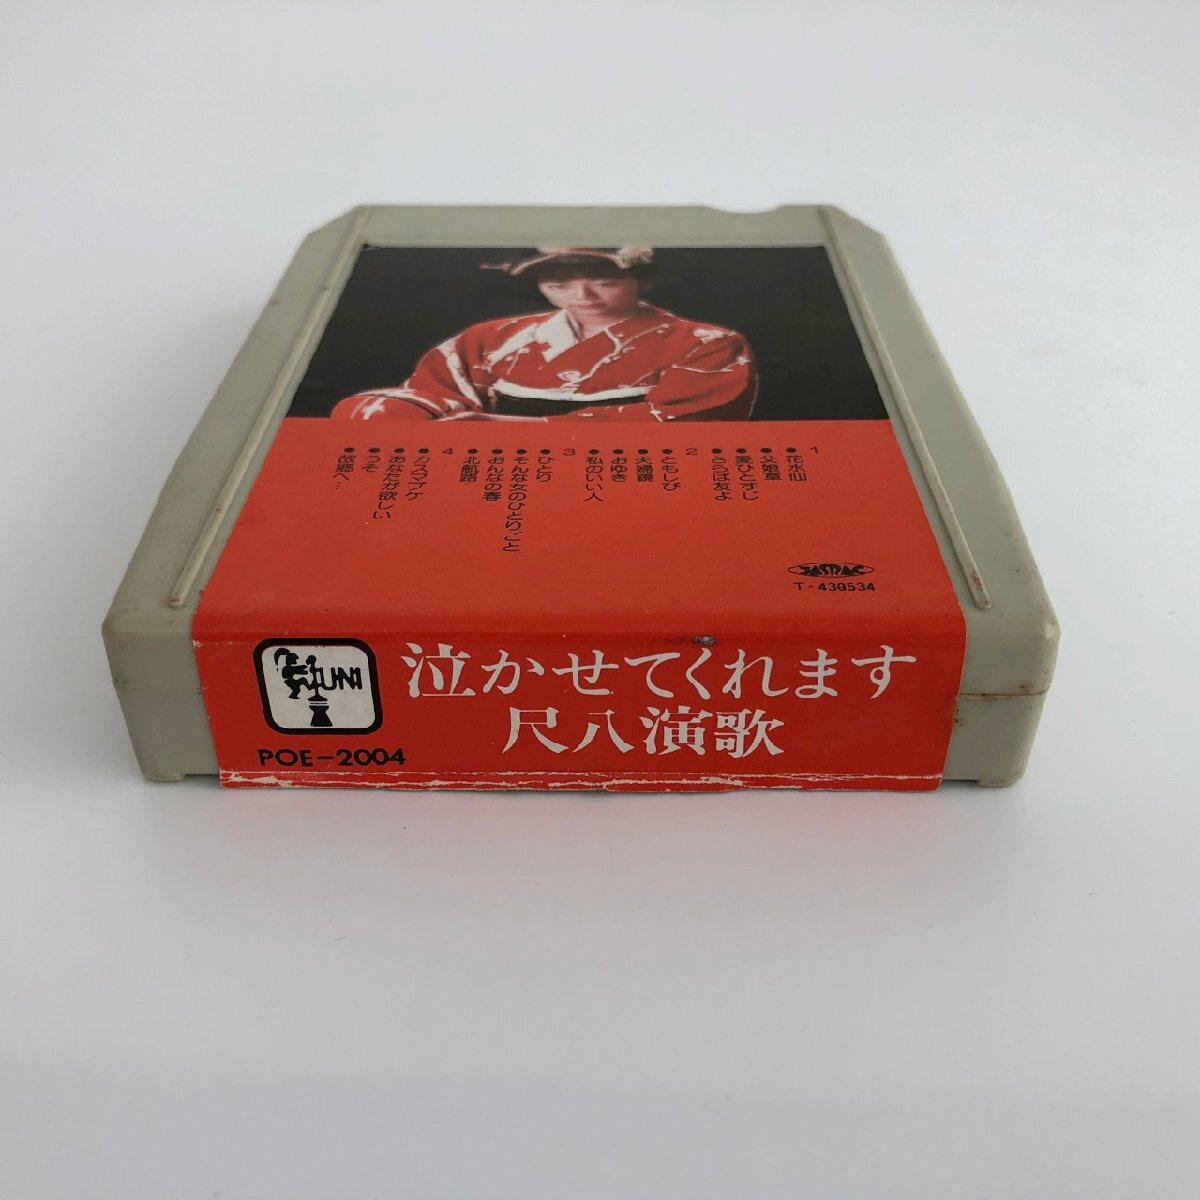 1
●花水仙
●父娘草
●愛ひとすじ
●さらば友よ
2
●ともしび
●夫婦鏡
●おゆき
●私のいい人
3
●ひとり
●そんな女のひとりごと
●おんなの春
●北航路
4
●カスマプゲ
●あなたが欲しい
●うそ
●故郷へ…
JASRAC
T-430534
UNI
POE-2004
泣かせてくれます
尺八演歌